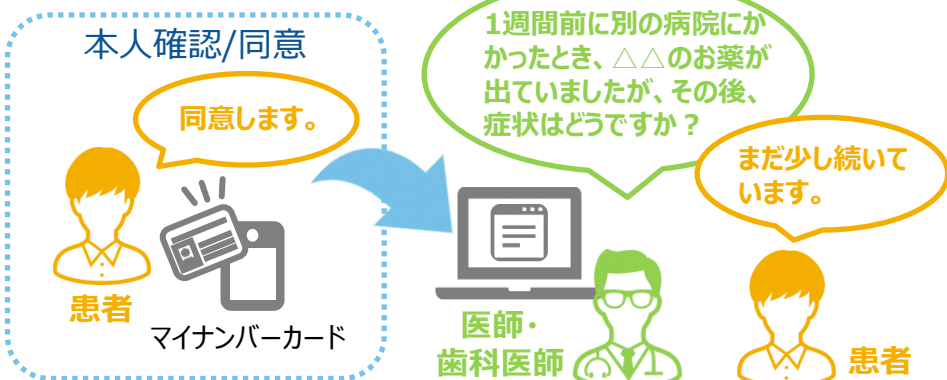 本人確認/同意
同意します。
患者
マイナンバーカード
1週間前に別の病院にか
かったとき、△△のお薬が
出ていましたが、その後、
症状はどうですか？
まだ少し続いて
います。
医師・
歯科医師
患者